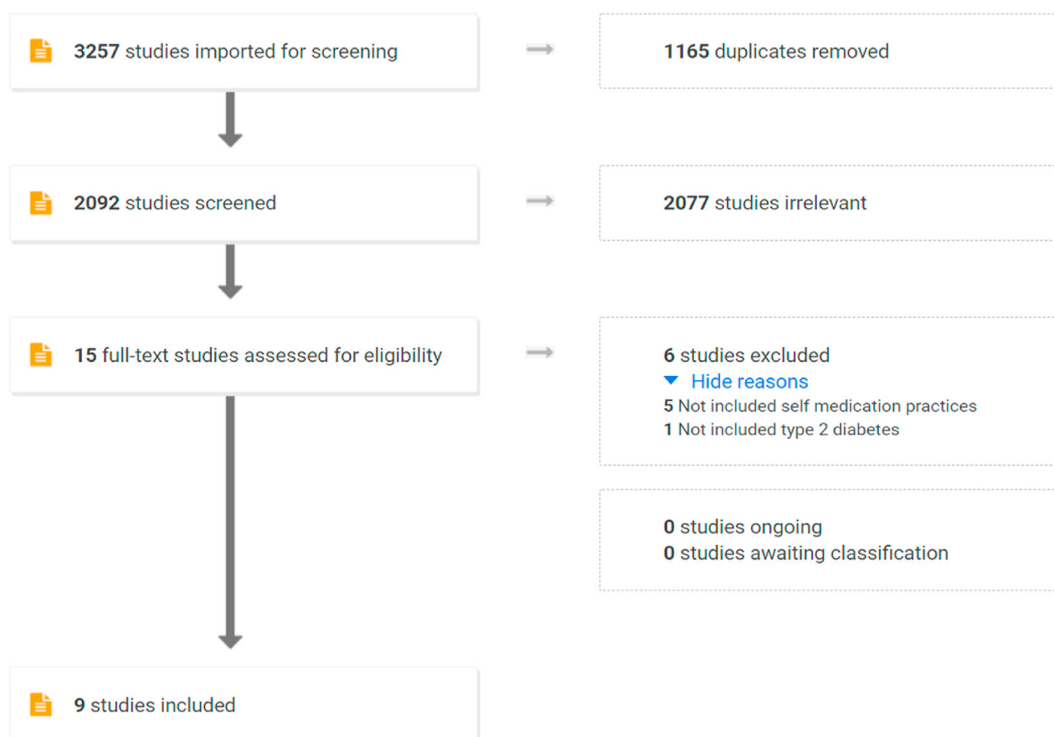 3257 studies imported for screening
1165 duplicates removed
2092 studies screened
2077 studies irrelevant
15 full-text studies assessed for eligibility
6 studies excluded
Hide reasons
5 Not included self medication practices
1 Not included type 2 diabetes
0 studies ongoing
0 studies awaiting classification
9 studies included